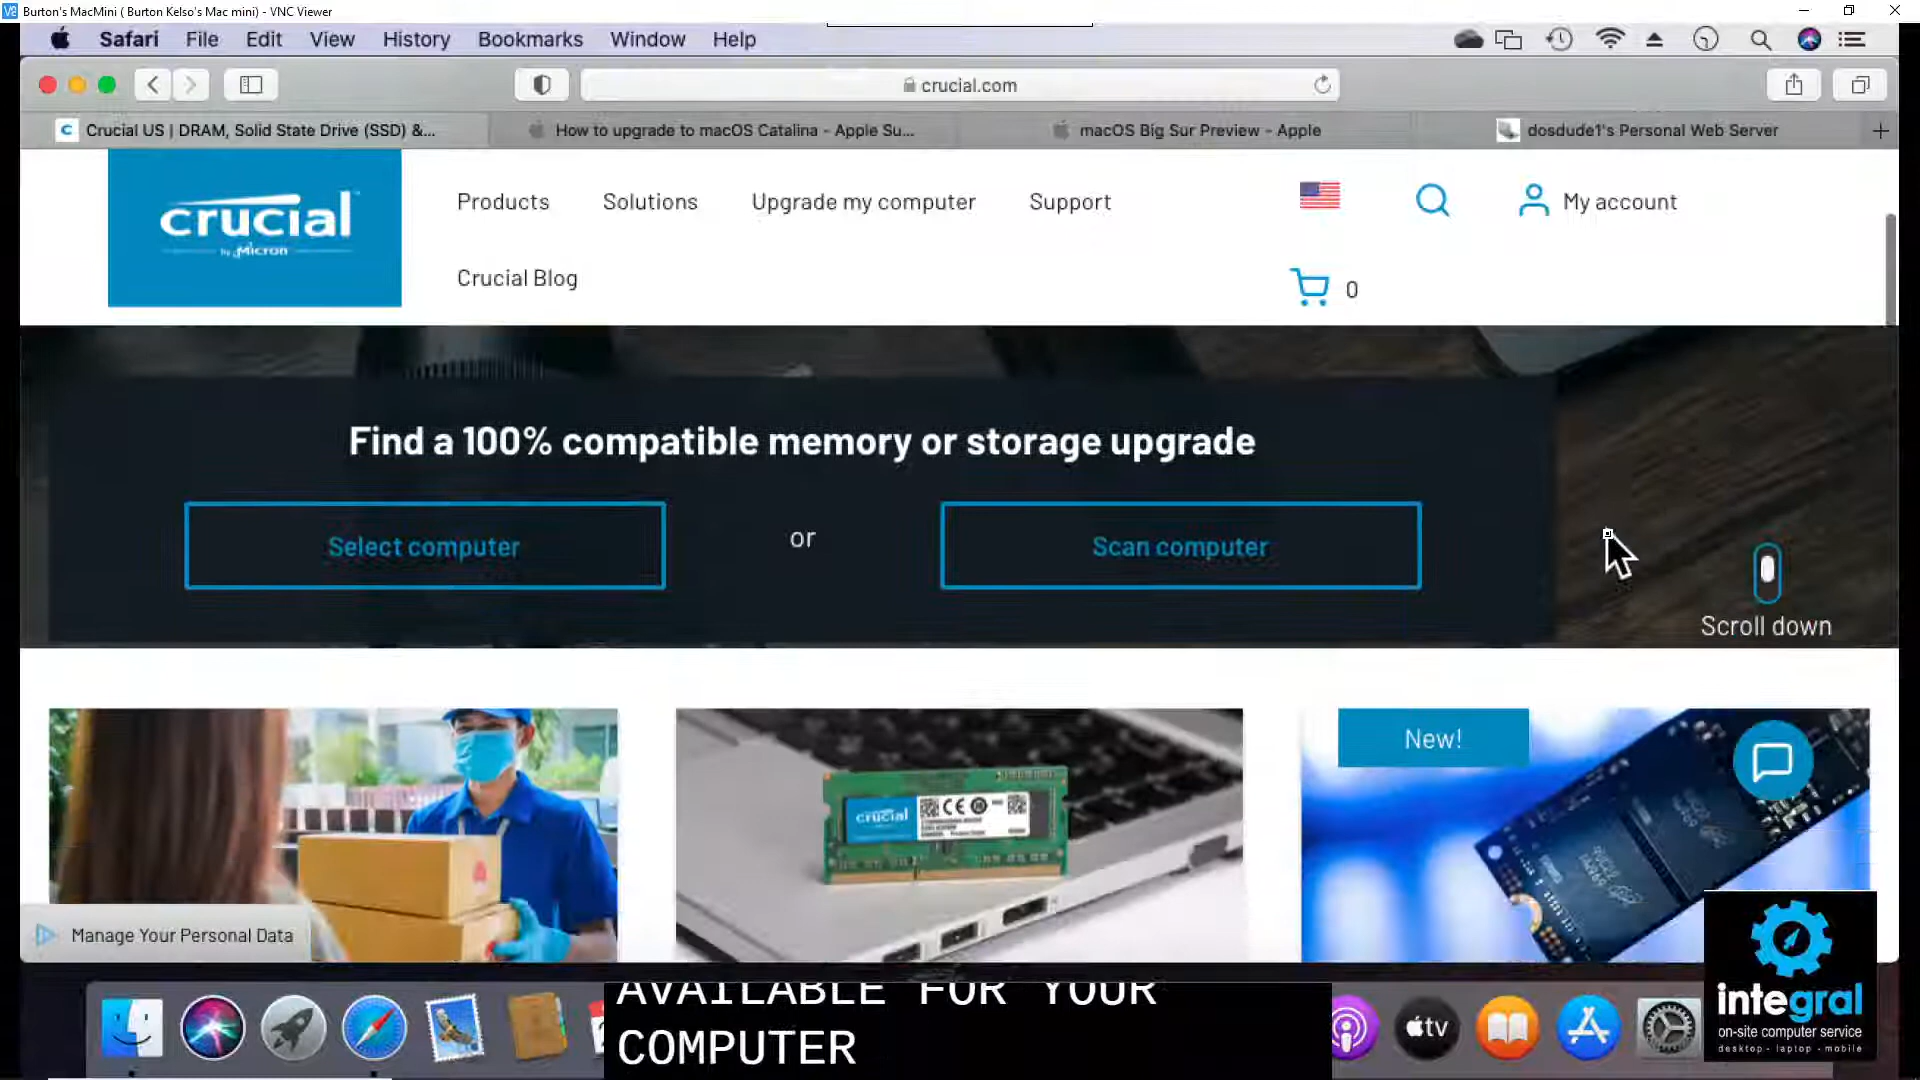 Burton's MacMini ( Burton Kelso's Mac mini) - VNC Viewer
Safari File Edit View History Bookmarks Window Help
crucial.com
Crucial US | DRAM, Solid State Drive (SSD) &...
How to upgrade to macOS Catalina - Apple Su...
macOS Big Sur Preview - Apple
dosdude1's Personal Web Server
crucial
by Micron
Products Solutions Upgrade my computer Support
My account
Crucial Blog
0
Find a 100% compatible memory or storage upgrade
Select computer
or
Scan computer
Scroll down
New!
crucial
Manage Your Personal Data
AVAILABLE FOR YOUR
COMPUTER
tv
integral
on-site computer service
desktop - laptop - mobile